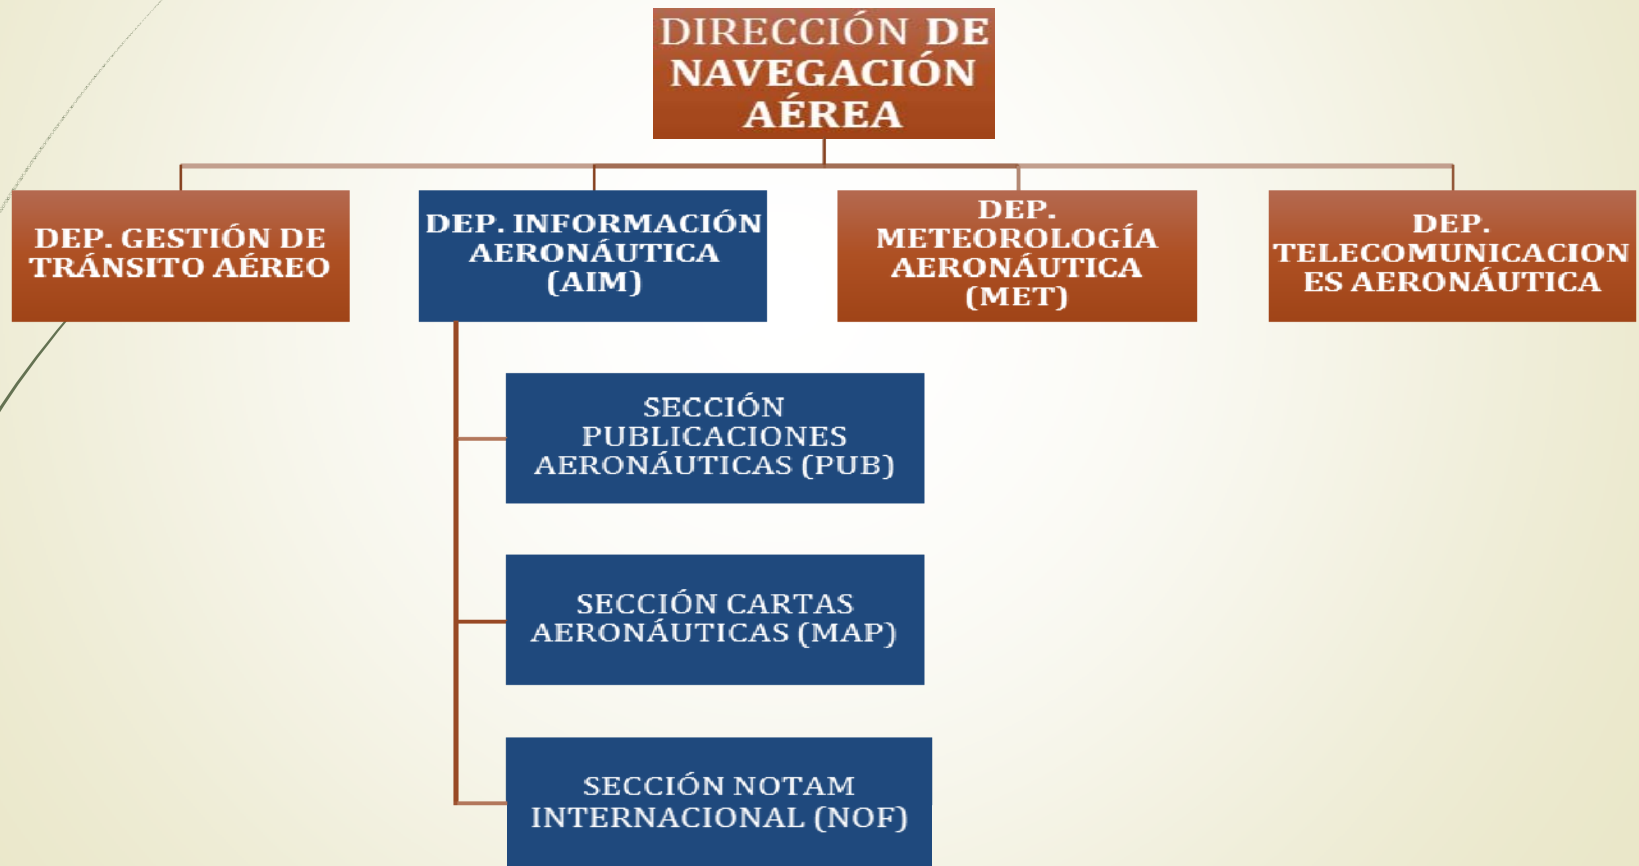 DIRECCIÓN DE
NAVEGACIÓN
AÉREA
DEP. GESTIÓN DE
TRÁNSITO AÉREO
DEP. INFORMACIÓN
AERONÁUTICA
(AIM)
DEP.
METEOROLOGÍA
AERONÁUTICA
(MET)
DEP.
TELECOMUNICACION
ES AERONÁUTICA
SECCIÓN
PUBLICACIONES
AERONÁUTICAS (PUB)
SECCIÓN CARTAS
AERONÁUTICAS (MAP)
SECCIÓN NOTAM
INTERNACIONAL (NOF)